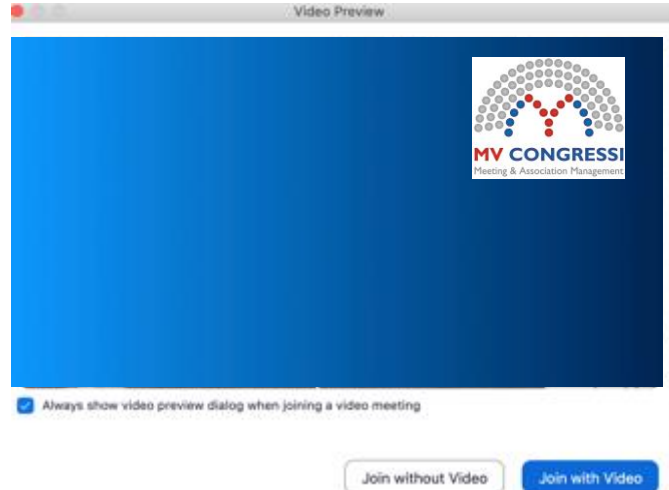 Video Preview
MV CONGRESSI
Meeting & Association Management
Always show video preview dialog when joining a video meeting
Join without Video
Join with Video